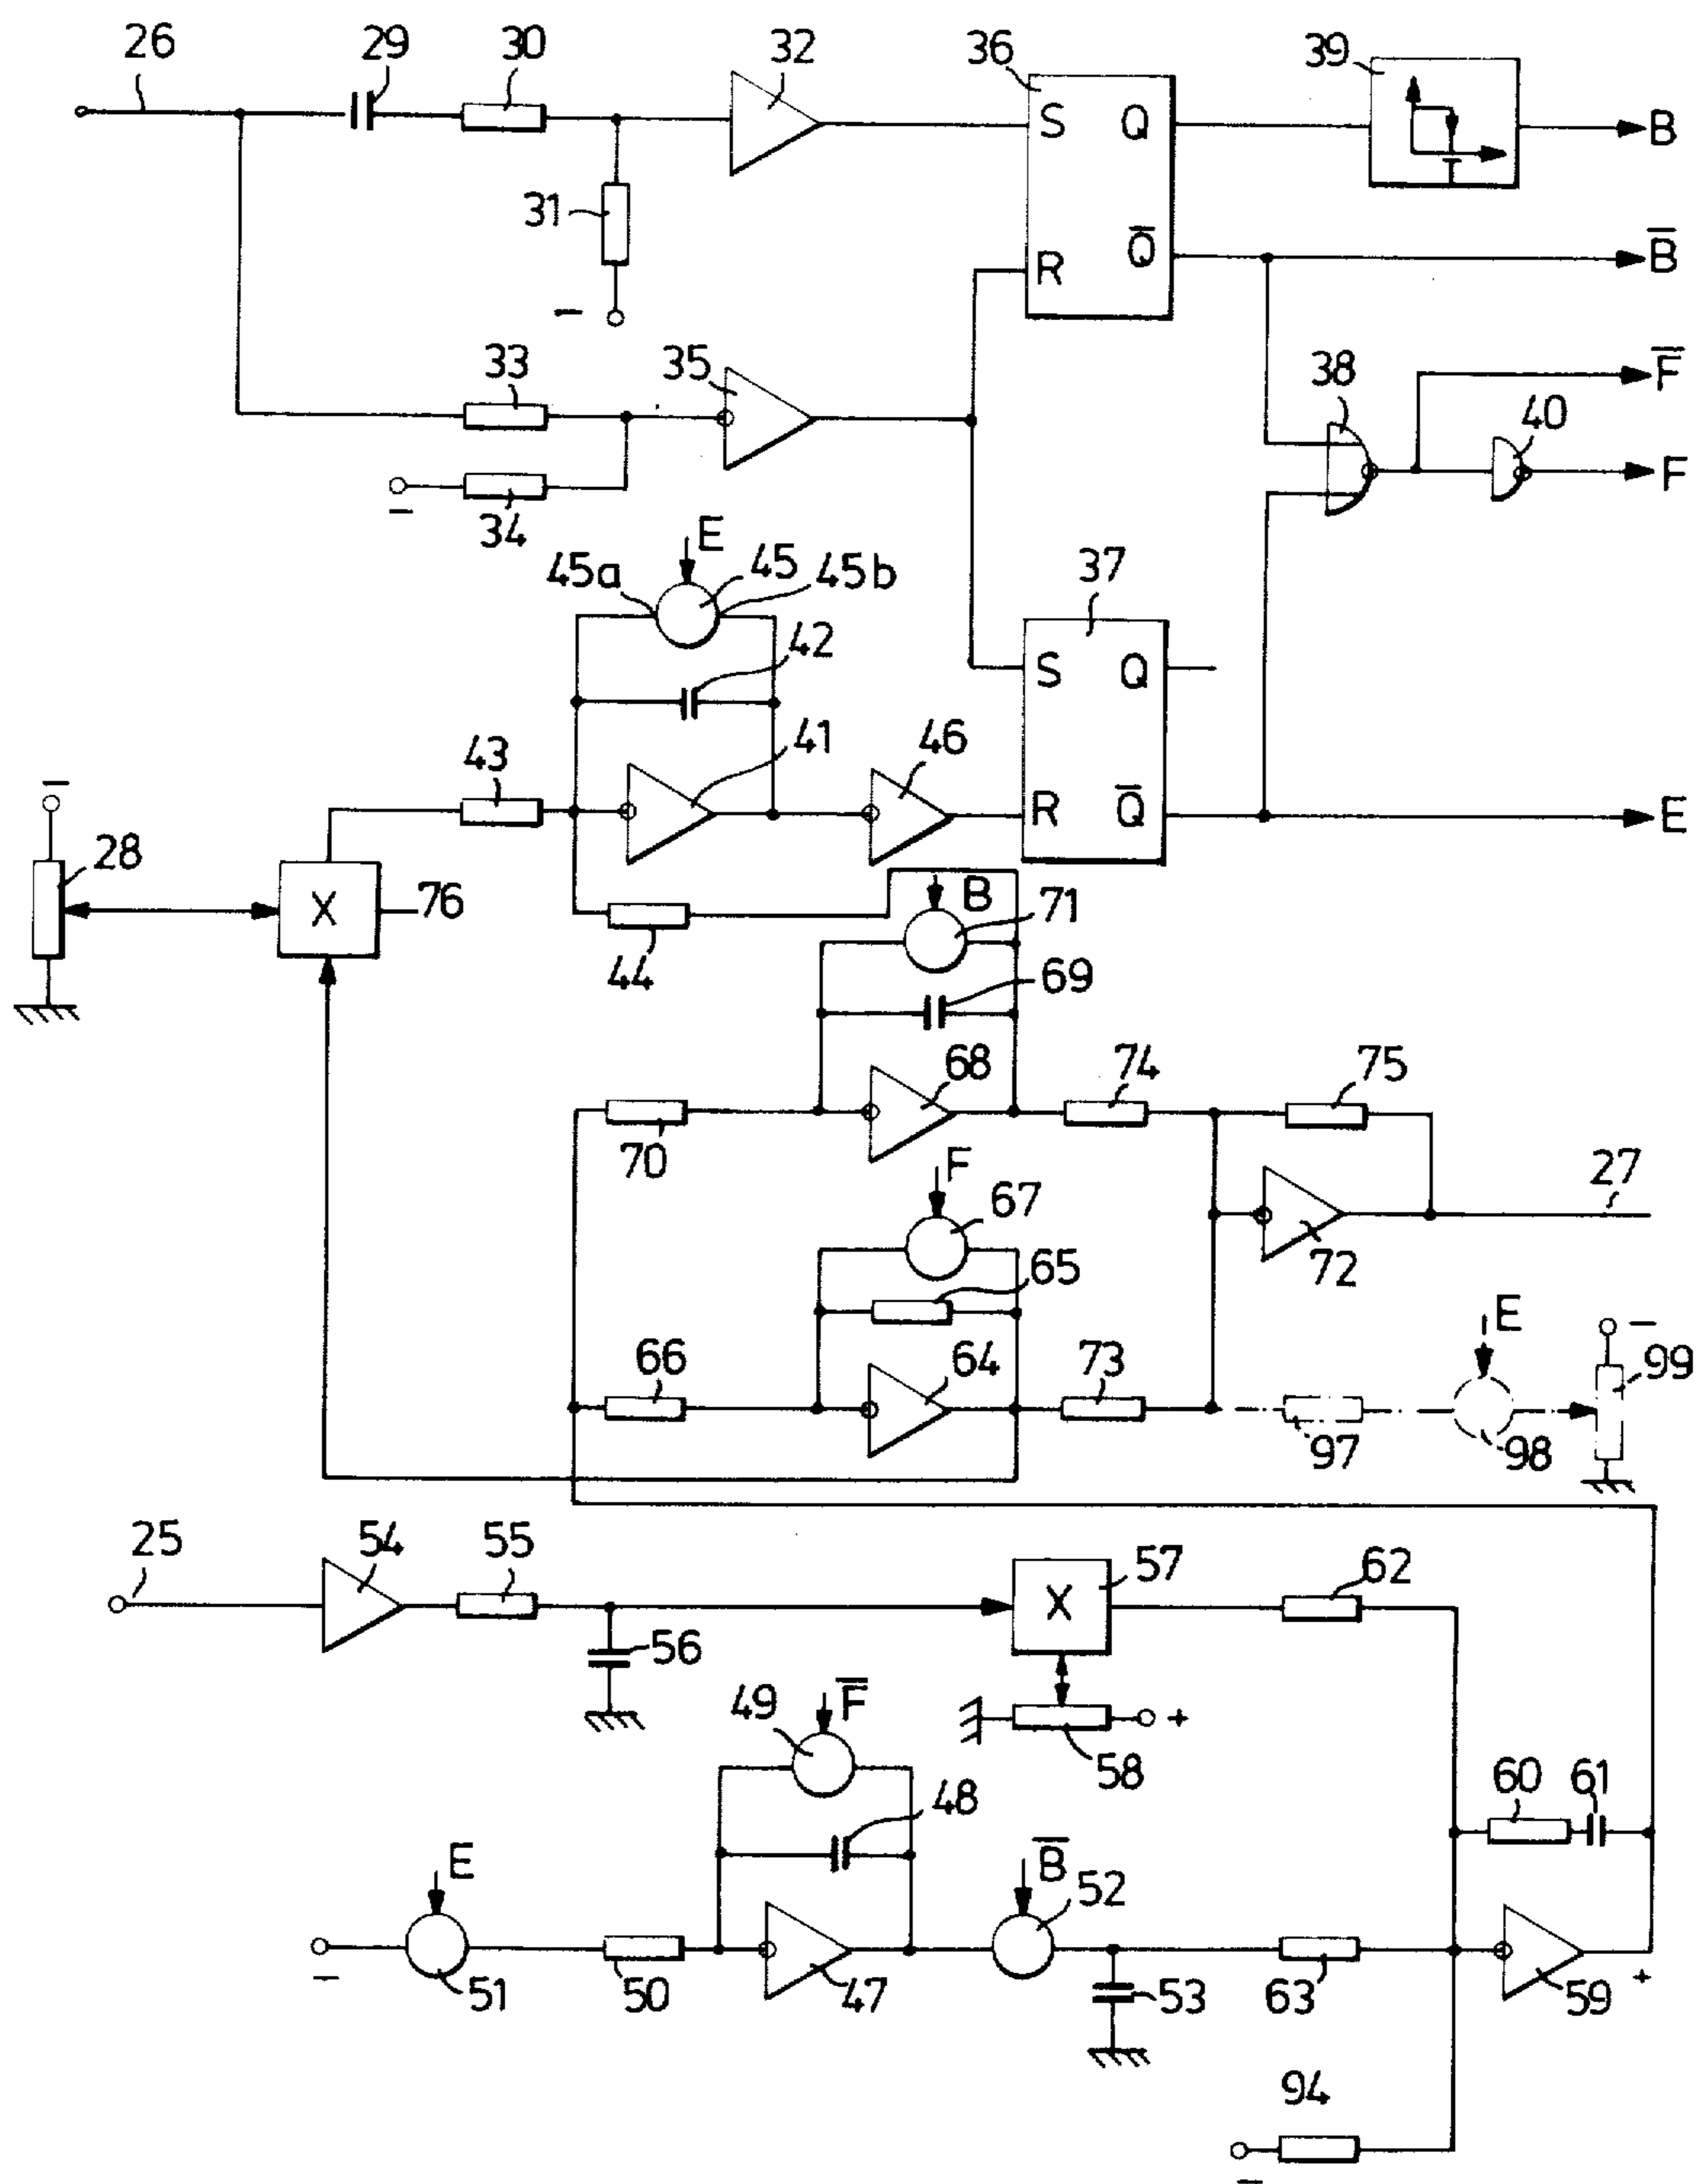 26 29 30 32 36 39
S Q B
31
R Q̅ B̅
33 35 38 F̅
40
F
34
E
45a 45 45b 37
42
S Q
43 41 46
−
R Q̅ E
28
X 76
B
71
44
69
68 74 75
70
F 27
67
72
65
E −
66 64 73 99
97 98
25 54 55 57 62
X
56
49 F̅
+
58
60 61
48
E B̅
52
−
51 50 47 53 63 59 +
94
−